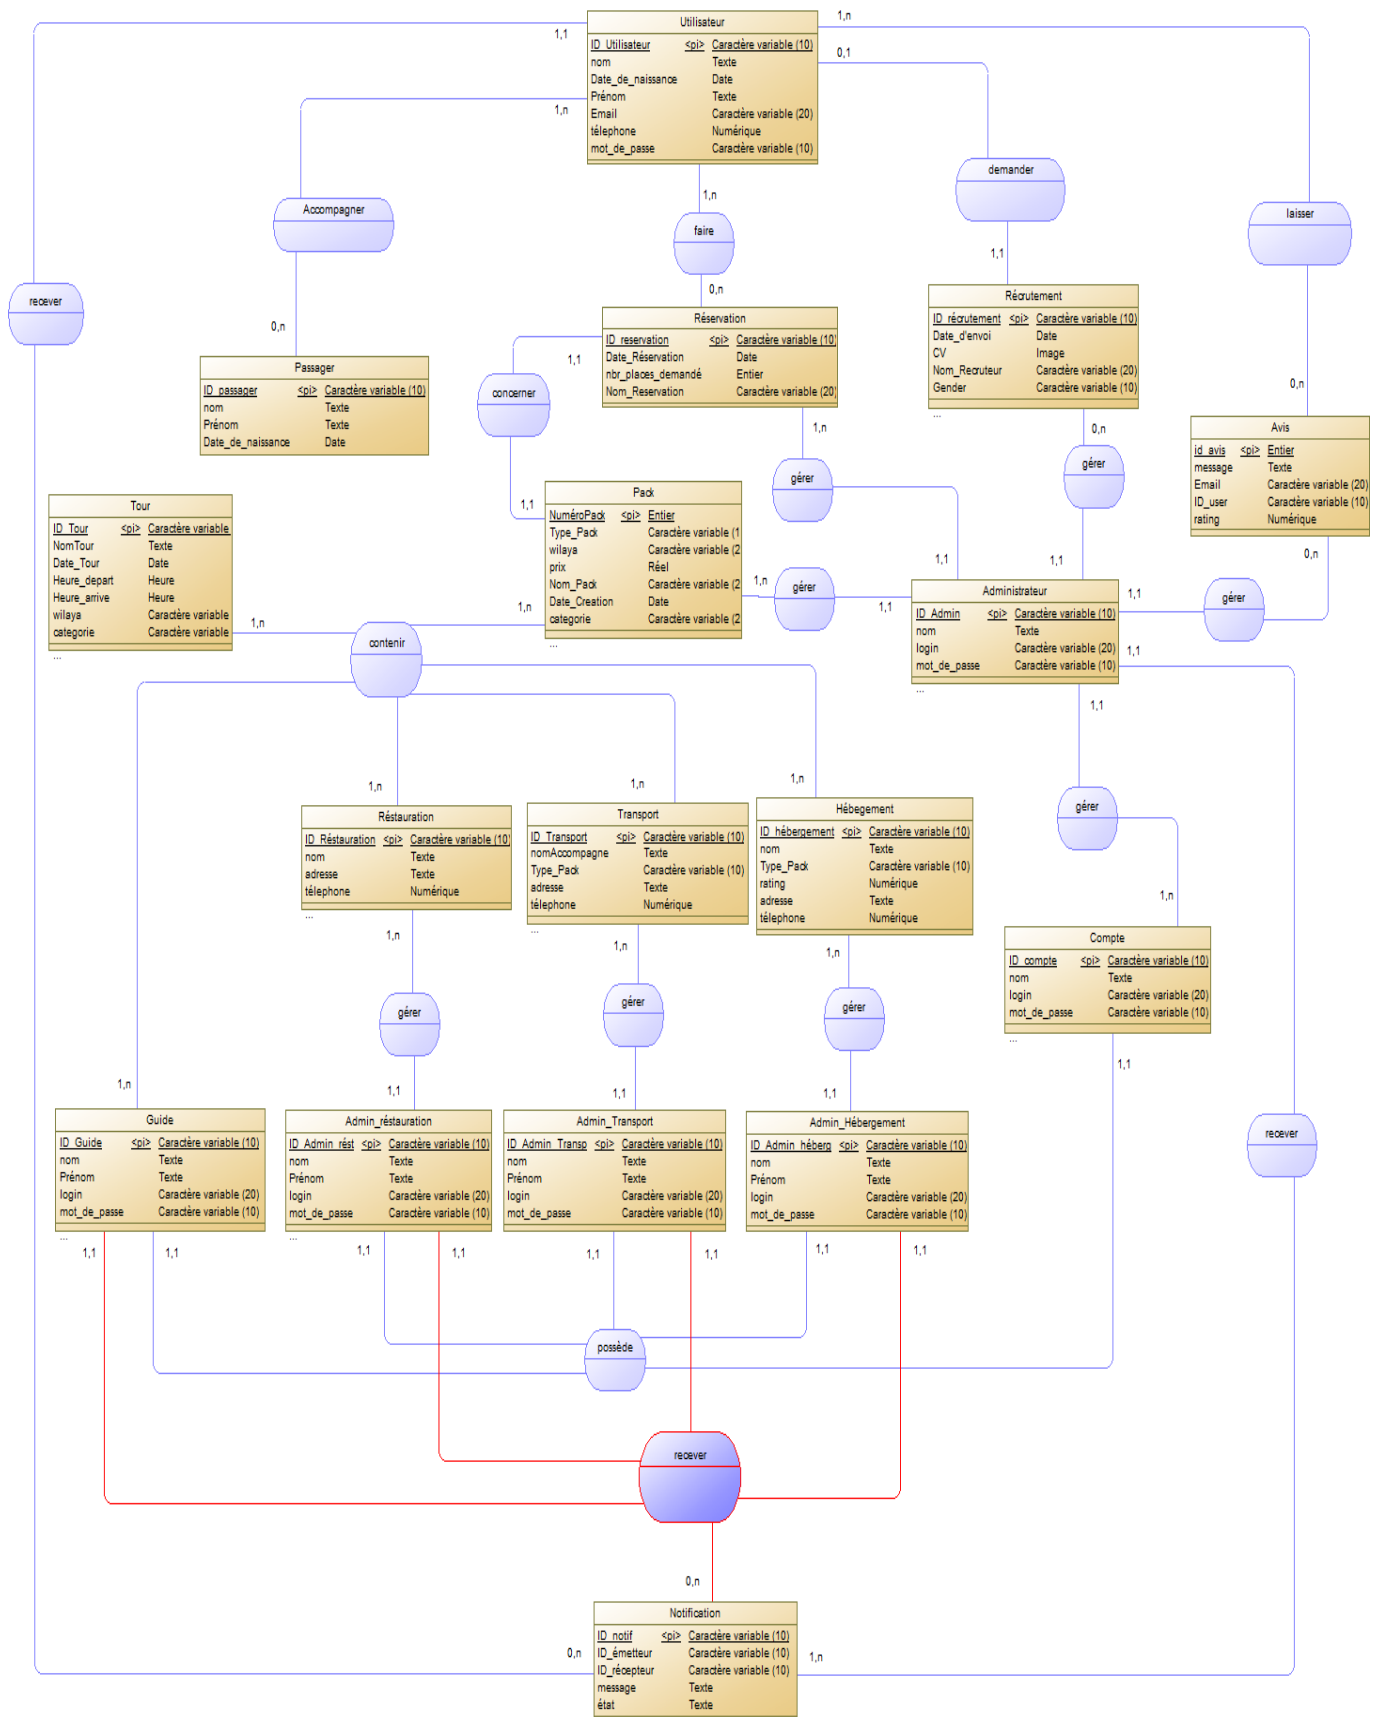 Utilisateur
ID_Utilisateur <pi> Caractère variable (10)
nom Texte
Date_de_naissance Date
Prénom Texte
Email Caractère variable (20)
télephone Numérique
mot_de_passe Caractère variable (10)
1,1
1,n
1,n
0,1
1,n
demander
Accompagner
laisser
faire
recever
1,1
0,n
0,n
0,n
Récrutement
ID_récrutement <pi> Caractère variable (10)
Date_d'envoi Date
CV Image
Nom_Recruteur Caractère variable (20)
Gender Caractère variable (10)
...
Réservation
ID_reservation <pi> Caractère variable (10)
Date_Réservation Date
nbr_places_demandé Entier
Nom_Reservation Caractère variable (20)
1,1
concerner
1,1
Passager
ID_passager <pi> Caractère variable (10)
nom Texte
Prénom Texte
Date_de_naissance Date
Avis
id_avis <pi> Entier
message Texte
Email Caractère variable (20)
ID_user Caractère variable (10)
rating Numérique
1,n
0,n
gérer
gérer
1,1
1,1
0,n
Pack
NuméroPack <pi> Entier
Type_Pack Caractère variable (1
wilaya Caractère variable (2
prix Réel
Nom_Pack Caractère variable (2
Date_Creation Date
categorie Caractère variable (2
...
Tour
ID_Tour <pi> Caractère variable
NomTour Texte
Date_Tour Date
Heure_depart Heure
Heure_arrive Heure
wilaya Caractère variable
categorie Caractère variable
...
1,n
gérer
1,1
Administrateur
ID_Admin <pi> Caractère variable (10)
nom Texte
login Caractère variable (20)
mot_de_passe Caractère variable (10)
...
1,1
gérer
1,1
1,1
1,n
1,n
contenir
1,n
1,n
1,n
gérer
1,n
Réstauration
ID_Réstauration <pi> Caractère variable (10)
nom Texte
adresse Texte
télephone Numérique
...
Transport
ID_Transport <pi> Caractère variable (10)
nomAccompagne Texte
Type_Pack Caractère variable (10)
adresse Texte
télephone Numérique
...
Hébegement
ID_hébergement <pi> Caractère variable (10)
nom Texte
Type_Pack Caractère variable (10)
rating Numérique
adresse Texte
télephone Numérique
Compte
ID_compte <pi> Caractère variable (10)
nom Texte
login Caractère variable (20)
mot_de_passe Caractère variable (10)
...
1,n
1,n
1,n
gérer
gérer
gérer
1,1
1,1
1,1
1,1
1,n
Guide
ID_Guide <pi> Caractère variable (10)
nom Texte
Prénom Texte
login Caractère variable (20)
mot_de_passe Caractère variable (10)
...
Admin_réstauration
ID_Admin_rést <pi> Caractère variable (10)
nom Texte
Prénom Texte
login Caractère variable (20)
mot_de_passe Caractère variable (10)
...
Admin_Transport
ID_Admin_Transp <pi> Caractère variable (10)
nom Texte
Prénom Texte
login Caractère variable (20)
mot_de_passe Caractère variable (10)
Admin_Hébergement
ID_Admin_héberg <pi> Caractère variable (10)
nom Texte
Prénom Texte
login Caractère variable (20)
mot_de_passe Caractère variable (10)
recever
1,1
1,1
1,1
1,1
1,1
1,1
1,1
1,1
possède
recever
0,n
Notification
ID_notif <pi> Caractère variable (10)
ID_émetteur Caractère variable (10)
ID_récepteur Caractère variable (10)
message Texte
état Texte
0,n
1,n